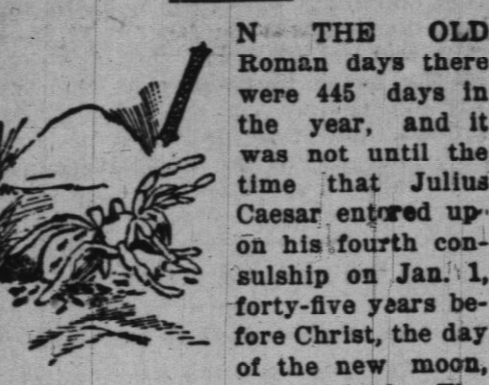 N THE OLD
Roman days there
were 445 days in
the year, and it
was not until the
time that Julius
Caesar entered up-
on his fourth con-
sulship on Jan. 1,
forty-five years be-
fore Christ, the day
of the new moon,